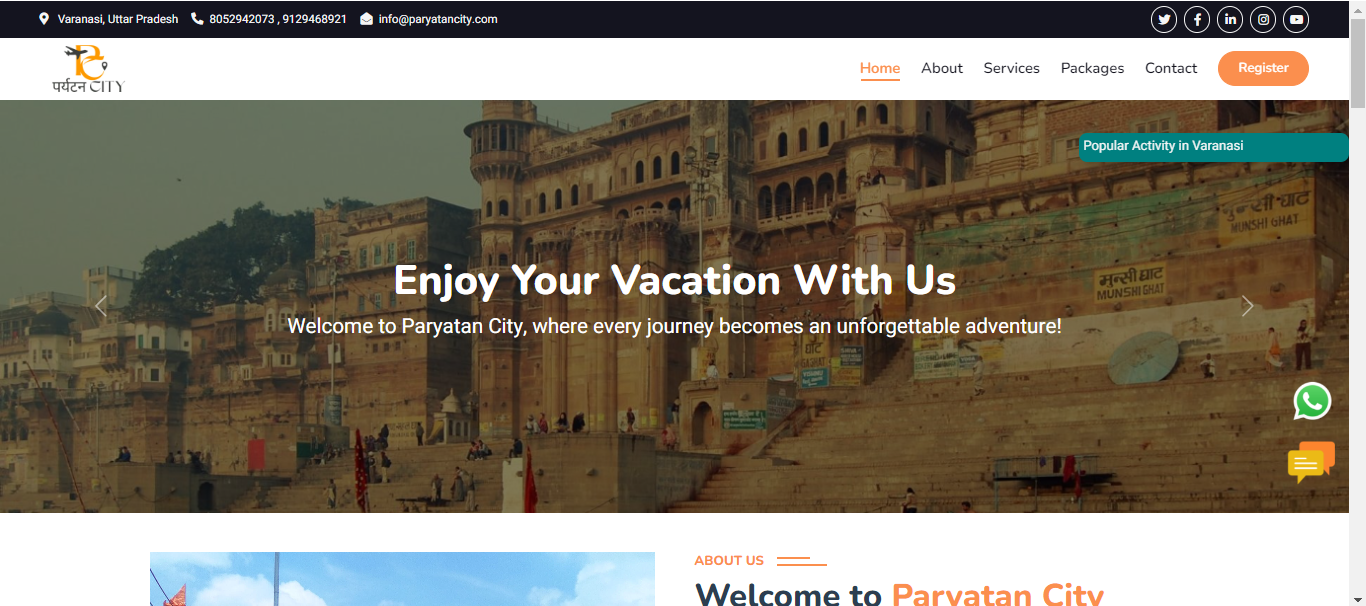 Varanasi, Uttar Pradesh 8052942073 , 9129468921 info@paryatancity.com
पर्यटन CITY
Home About Services Packages Contact Register
Popular Activity in Varanasi
मुन्सी घाट
MUNSHI GHAT
मुन्सी घाट
MUNSHI GHAT
Enjoy Your Vacation With Us
Welcome to Paryatan City, where every journey becomes an unforgettable adventure!
घाट
ABOUT US
Welcome to Paryatan City